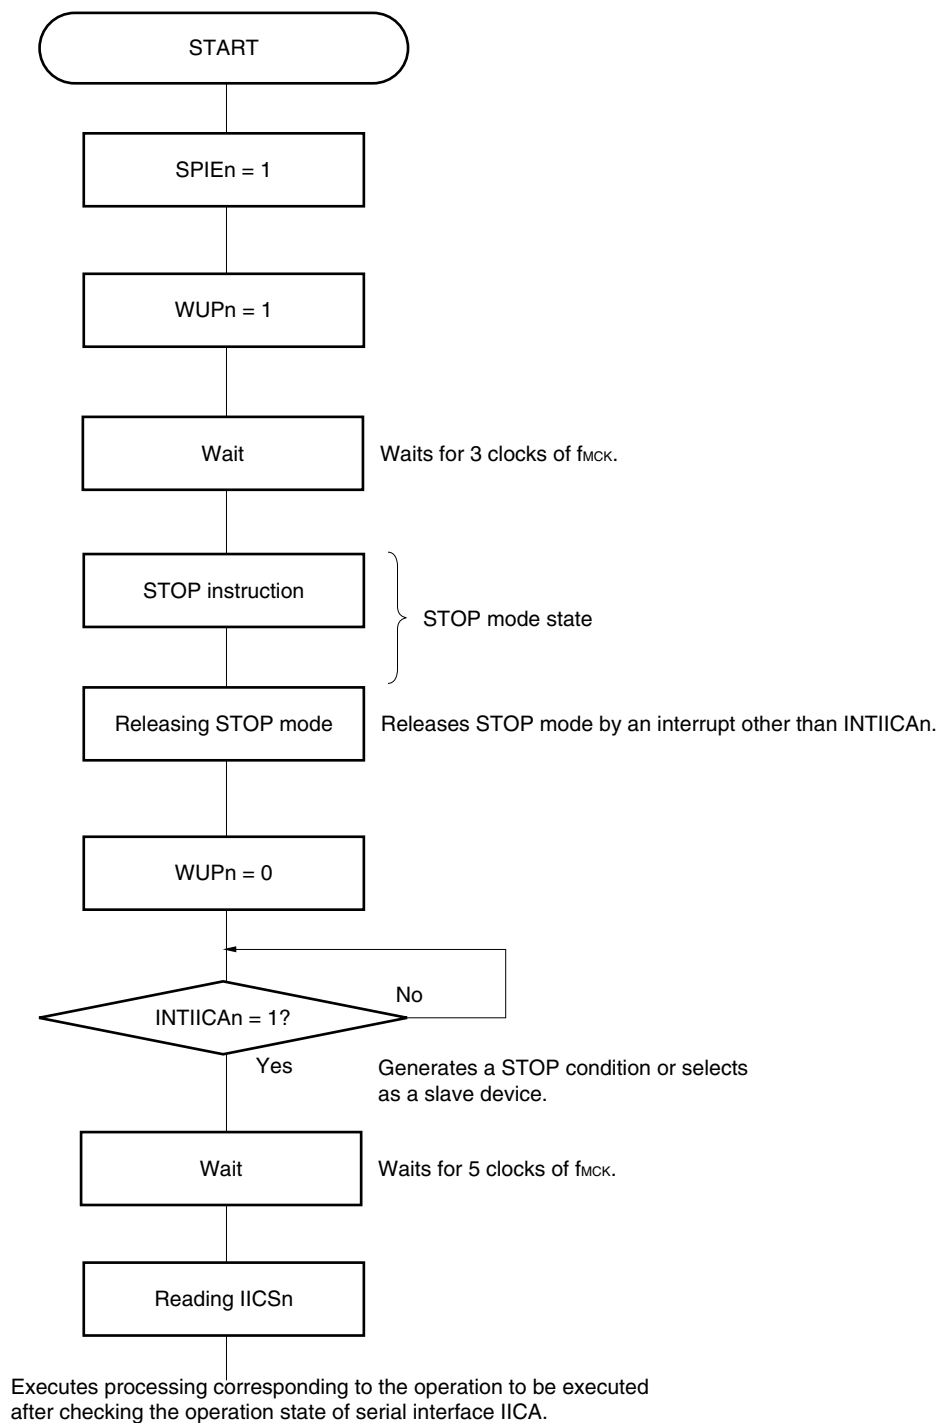 START
SPIEn = 1
WUPn = 1
Wait
Waits for 3 clocks of fMCK.
STOP instruction
STOP mode state
Releasing STOP mode
Releases STOP mode by an interrupt other than INTIICAn.
WUPn = 0
No
INTIICAn = 1?
Yes
Generates a STOP condition or selects
as a slave device.
Wait
Waits for 5 clocks of fMCK.
Reading IICSn
Executes processing corresponding to the operation to be executed
after checking the operation state of serial interface IICA.